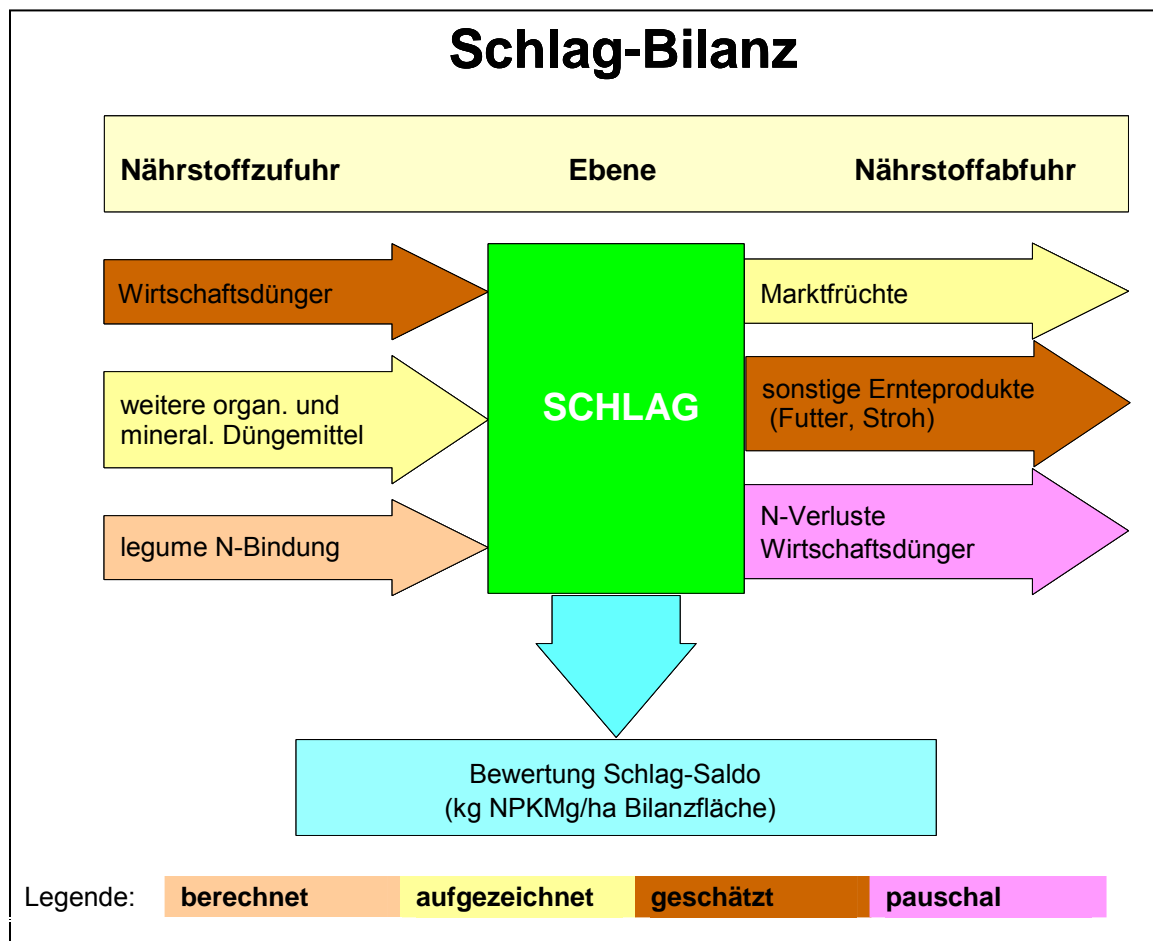 Schlag-Bilanz
Nährstoffzufuhr Ebene Nährstoffabfuhr
Wirtschaftsdünger
weitere organ. und
mineral. Düngemittel
legume N-Bindung
SCHLAG
Marktfrüchte
sonstige Ernteprodukte
(Futter, Stroh)
N-Verluste
Wirtschaftsdünger
Bewertung Schlag-Saldo
(kg NPKMg/ha Bilanzfläche)
Legende: berechnet aufgezeichnet geschätzt pauschal